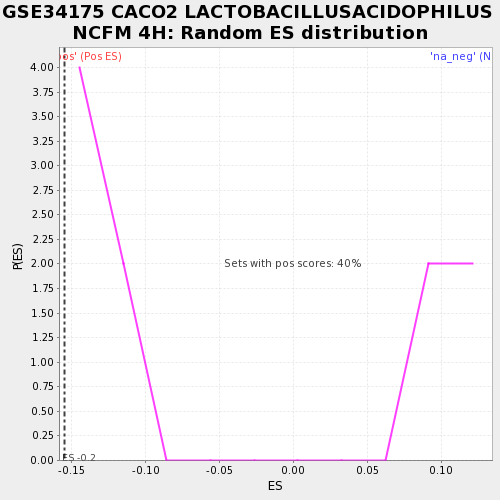 GSE34175 CACO2 LACTOBACILLUSACIDOPHILUS
NCFM 4H: Random ES distribution
pos' (Pos ES)
'na_neg' (N
4.00
3.75
3.50
3.25
3.00
2.75
2.50
2.25
2.00
1.75
1.50
1.25
1.00
0.75
0.50
0.25
0.00
P(ES)
Sets with pos scores: 40%
ES -0.2
-0.15
-0.10
-0.05
0.00
0.05
0.10
ES